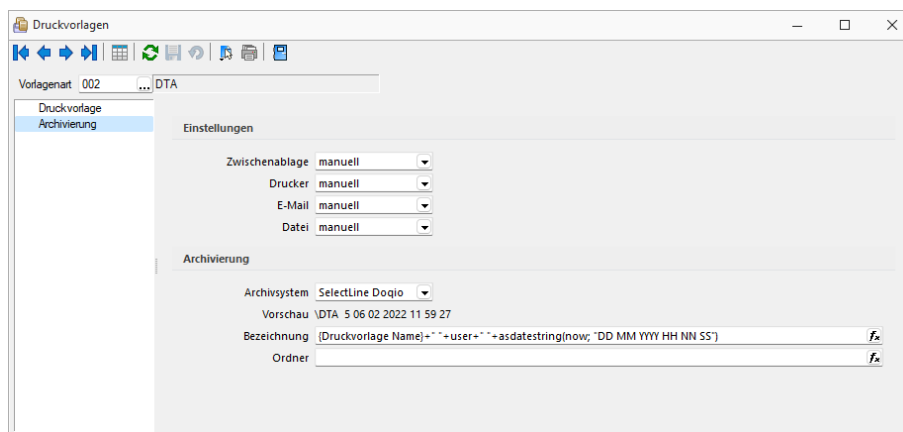 Druckvorlagen
Vorlagenart 002 ... DTA
Druckvorlage
Archivierung
Einstellungen
Zwischenablage manuell
Drucker manuell
E-Mail manuell
Datei manuell
Archivierung
Archivsystem SelectLine Doqio
Vorschau \DTA 5 06 02 2022 11 59 27
Bezeichnung {Druckvorlage Name}+" "+user+" "+asdatestring(now; "DD MM YYYY HH NN SS") fx
Ordner fx